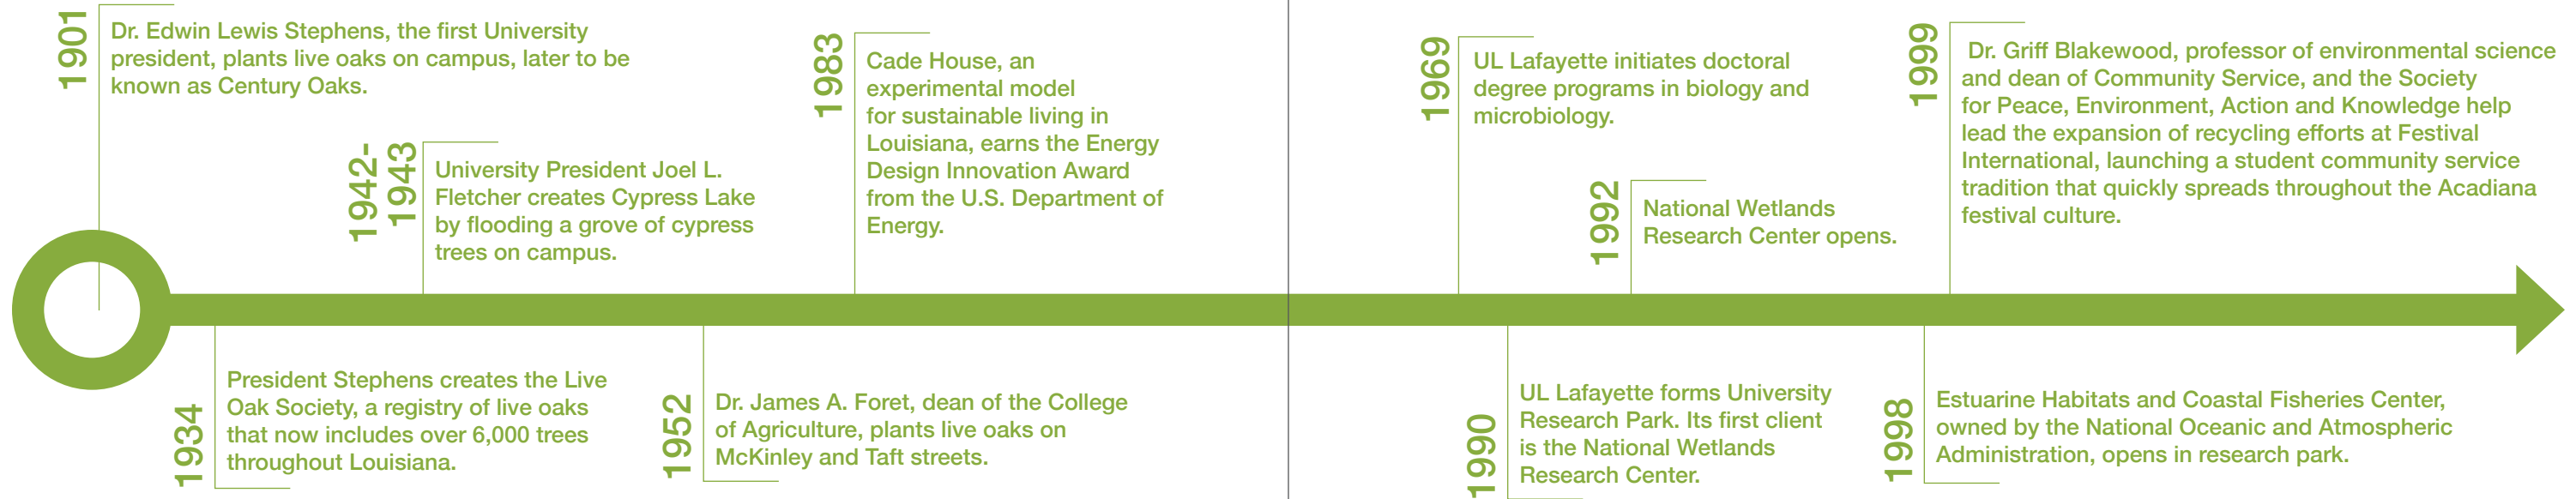 1901
Dr. Edwin Lewis Stephens, the first University
president, plants live oaks on campus, later to be
known as Century Oaks.
1934
President Stephens creates the Live
Oak Society, a registry of live oaks
that now includes over 6,000 trees
throughout Louisiana.
1942-
1943
University President Joel L.
Fletcher creates Cypress Lake
by flooding a grove of cypress
trees on campus.
1952
Dr. James A. Foret, dean of the College
of Agriculture, plants live oaks on
McKinley and Taft streets.
1983
Cade House, an
experimental model
for sustainable living in
Louisiana, earns the Energy
Design Innovation Award
from the U.S. Department of
Energy.
1969
UL Lafayette initiates doctoral
degree programs in biology and
microbiology.
1990
UL Lafayette forms University
Research Park. Its first client
is the National Wetlands
Research Center.
1992
National Wetlands
Research Center opens.
1998
Estuarine Habitats and Coastal Fisheries Center,
owned by the National Oceanic and Atmospheric
Administration, opens in research park.
1999
Dr. Griff Blakewood, professor of environmental science
and dean of Community Service, and the Society
for Peace, Environment, Action and Knowledge help
lead the expansion of recycling efforts at Festival
International, launching a student community service
tradition that quickly spreads throughout the Acadiana
festival culture.